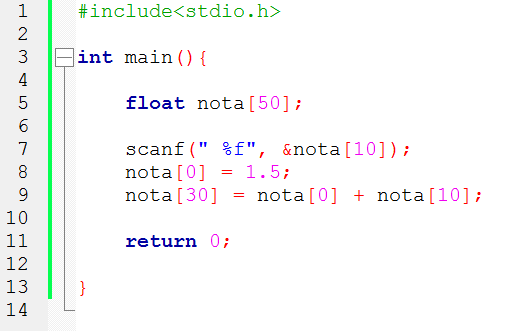 1 #include<stdio.h>
2
3 int main(){
4
5 float nota[50];
6
7 scanf(" %f", &nota[10]);
8 nota[0] = 1.5;
9 nota[30] = nota[0] + nota[10];
10
11 return 0;
12
13 }
14